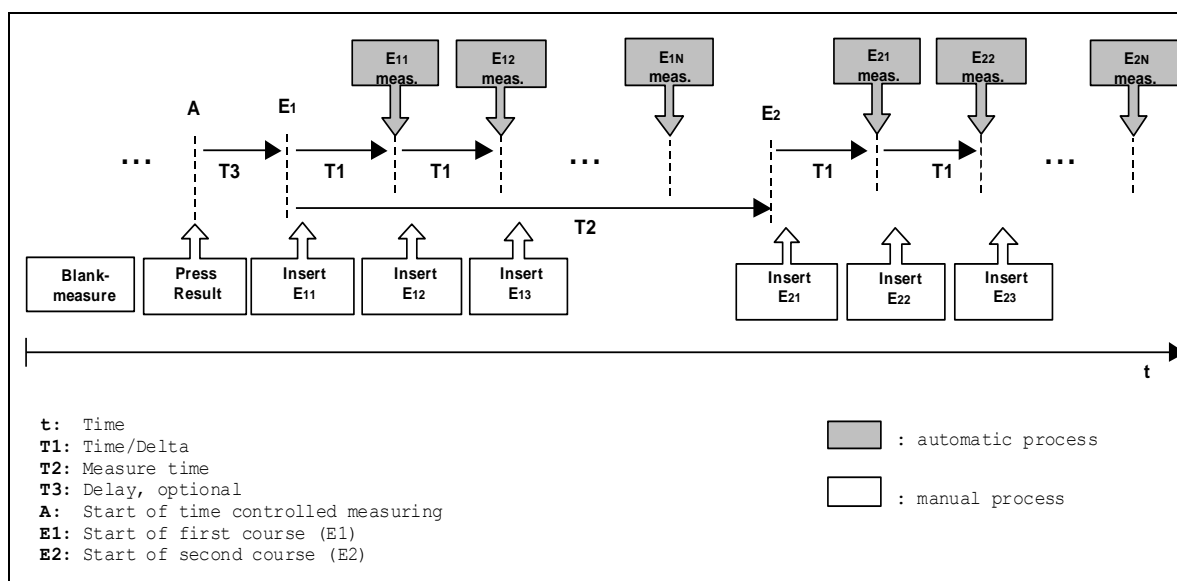 E11 meas.
E12 meas.
E1N meas.
E21 meas.
E22 meas.
E2N meas.
A
E1
E2
...
T3
T1
T1
...
T1
T1
...
T2
Blank-
measure
Press
Result
Insert
E11
Insert
E12
Insert
E13
Insert
E21
Insert
E22
Insert
E23
t
t: Time
T1: Time/Delta
T2: Measure time
T3: Delay, optional
A: Start of time controlled measuring
E1: Start of first course (E1)
E2: Start of second course (E2)
: automatic process
: manual process